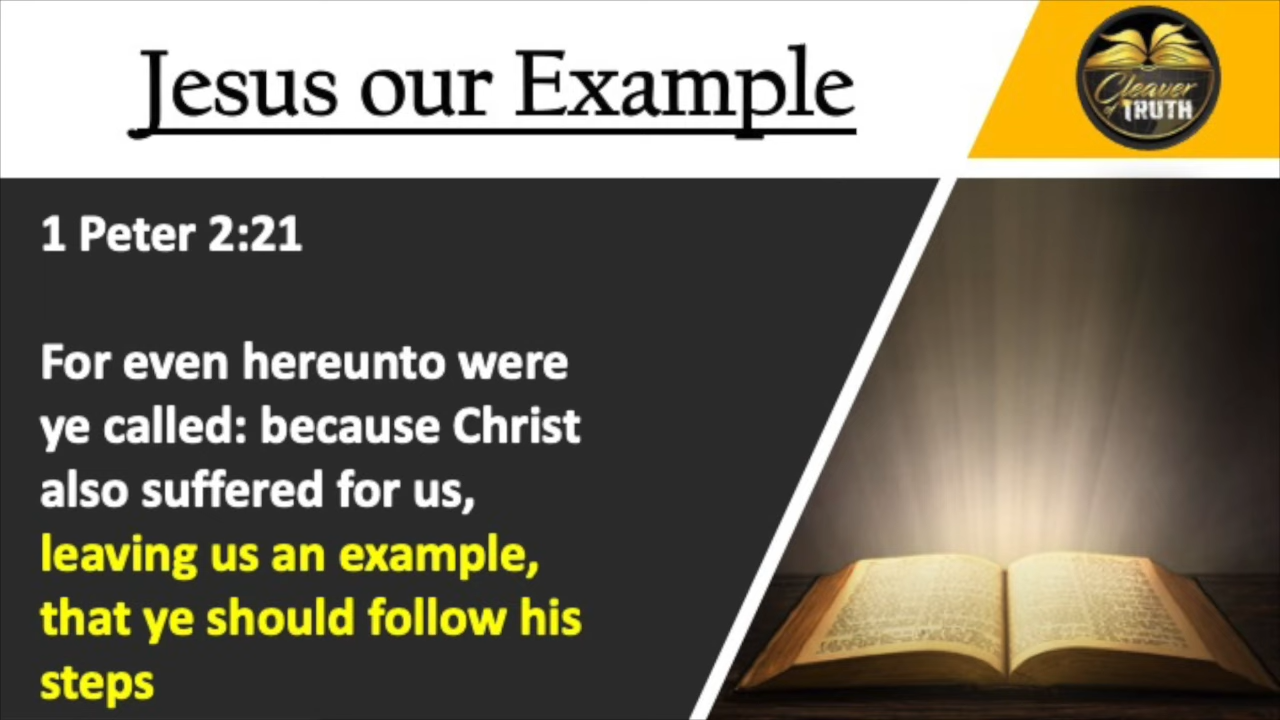 Jesus our Example
Cleaver
of TRUTH
1 Peter 2:21
For even hereunto were
ye called: because Christ
also suffered for us,
leaving us an example,
that ye should follow his
steps